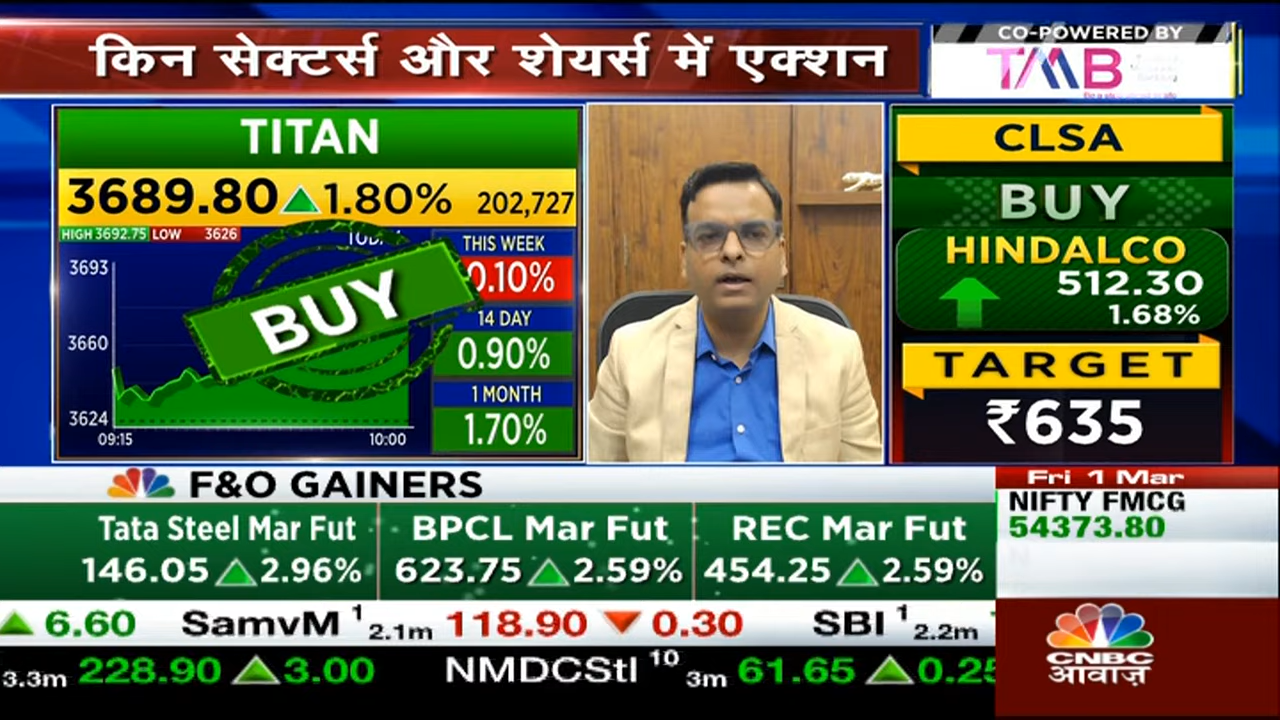 किन सेक्टर्स और शेयर्स में एक्शन
CO-POWERED BY
TMB
TITAN
3689.80 1.80% 202,727
HIGH 3692.75 LOW 3626
3693
3660
3624
09:15 10:00
BUY
THIS WEEK
0.10%
14 DAY
0.90%
1 MONTH
1.70%
CLSA
BUY
HINDALCO
512.30
1.68%
TARGET
₹635
F&O GAINERS
Tata Steel Mar Fut
146.05 2.96%
BPCL Mar Fut
623.75 2.59%
REC Mar Fut
454.25 2.59%
Fri 1 Mar
NIFTY FMCG
54373.80
6.60 SamvM 1 2.1m 118.90 0.30 SBI 1 2.2m
3.3m 228.90 3.00 NMDCStl 10 3m 61.65 0.25
CNBC
आवाज़